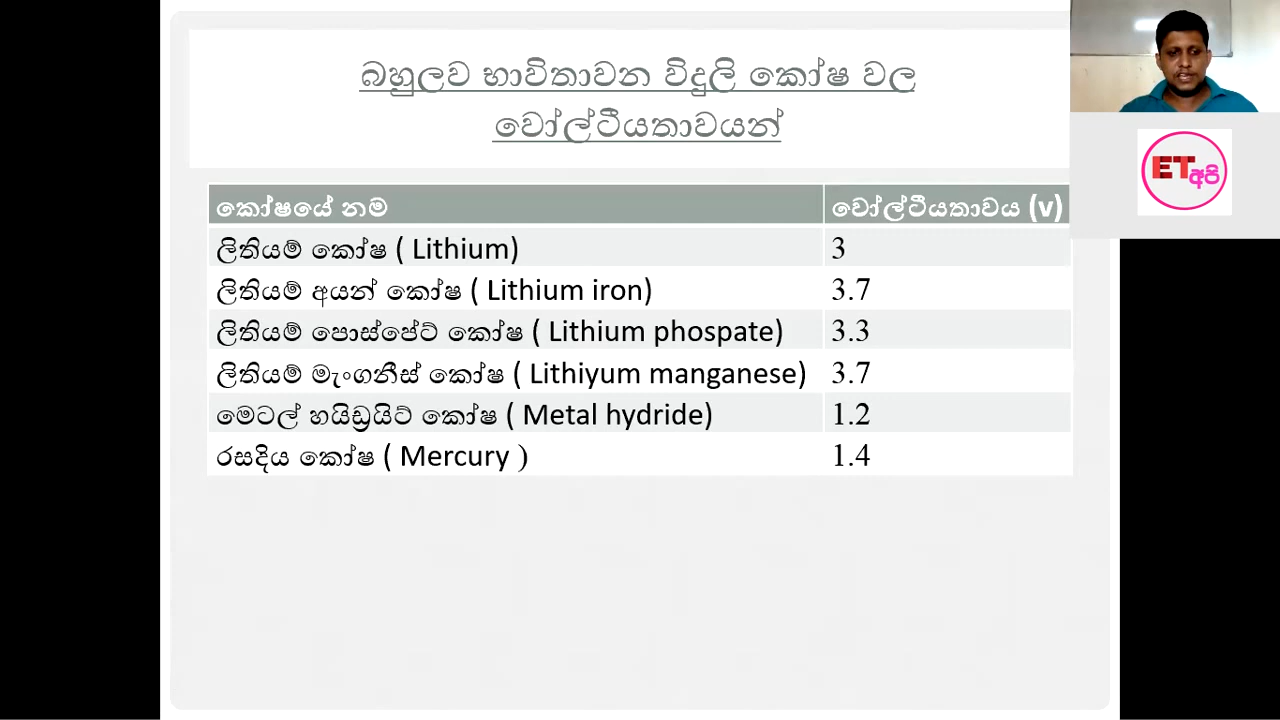 බහුලව භාවිතාවන විදුලි කෝෂ වල
වෝල්ටීයතාවයන්
කෝෂයේ නම වෝල්ටීයතාවය (v)
ලිතියම් කෝෂ ( Lithium) 3
ලිතියම් අයන් කෝෂ ( Lithium iron) 3.7
ලිතියම් පොස්පේට් කෝෂ ( Lithium phospate) 3.3
ලිතියම් මැංගනීස් කෝෂ ( Lithiyum manganese) 3.7
මෙටල් හයිඩ්‍රයිට් කෝෂ ( Metal hydride) 1.2
රසදිය කෝෂ ( Mercury ) 1.4
ET අපි